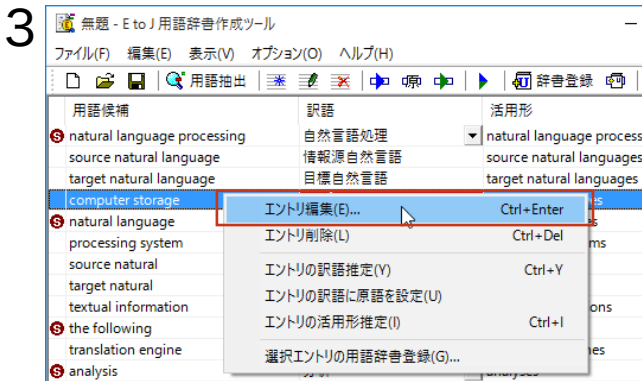 3
無題 - E to J 用語辞書作成ツール
ファイル(F) 編集(E) 表示(V) オプション(O) ヘルプ(H)
用語抽出 訳 原 辞書登録
用語候補 訳語 活用形
S natural language processing 自然言語処理 natural language process
source natural language 情報源自然言語 source natural languages
target natural language 目標自然言語 target natural languages
computer storage es
エントリ編集(E)... Ctrl+Enter
S natural language es
エントリ削除(L) Ctrl+Del
processing system ms
source natural
エントリの訳語推定(Y) Ctrl+Y
target natural
エントリの訳語に原語を設定(U)
textual information ons
S the following
エントリの活用形推定(I) Ctrl+I
translation engine nes
選択エントリの用語辞書登録(G)...
S analysis analyses